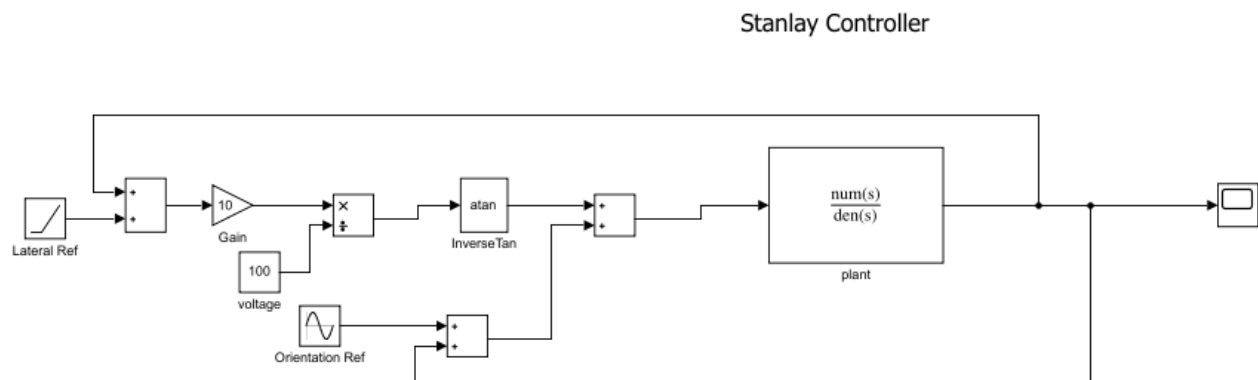 Stanlay Controller
+
+
Lateral Ref
10
Gain
×
÷
100
voltage
atan
InverseTan
+
+
num(s)
den(s)
plant
Orientation Ref
+
+